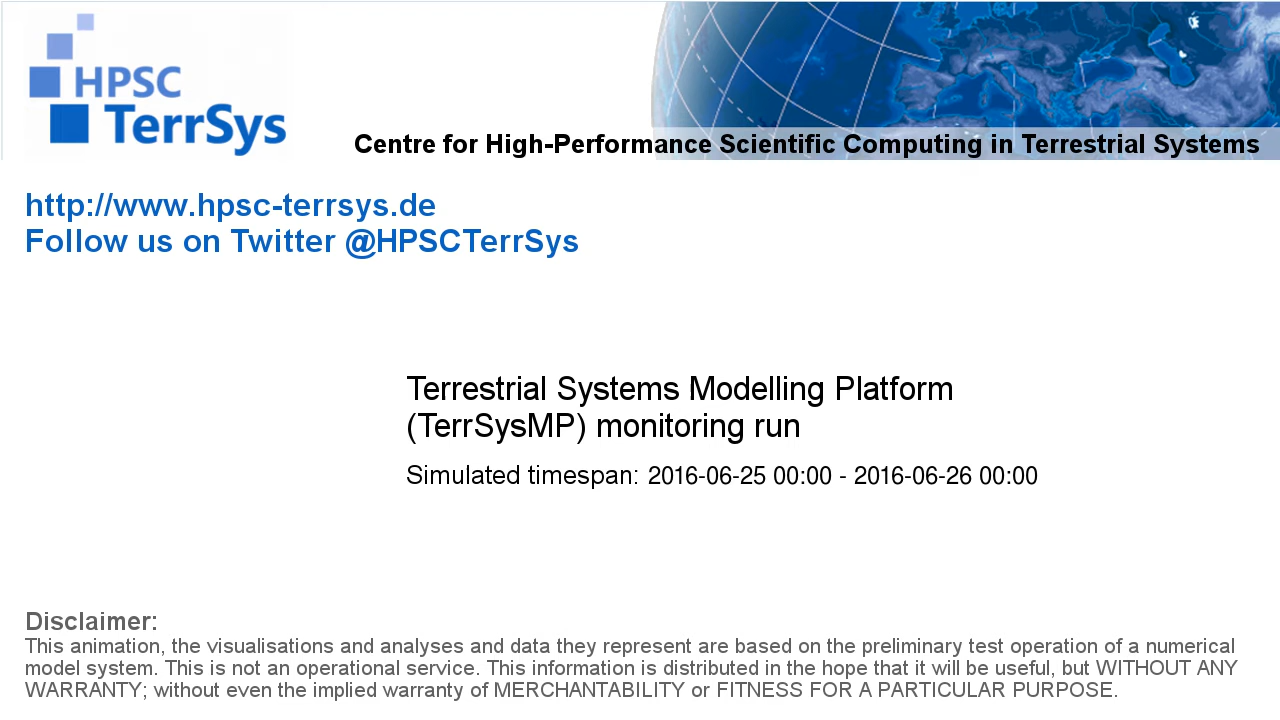 HPSC
TerrSys
Centre for High-Performance Scientific Computing in Terrestrial Systems
http://www.hpsc-terrsys.de
Follow us on Twitter @HPSCTerrSys
Terrestrial Systems Modelling Platform
(TerrSysMP) monitoring run
Simulated timespan: 2016-06-25 00:00 - 2016-06-26 00:00
Disclaimer:
This animation, the visualisations and analyses and data they represent are based on the preliminary test operation of a numerical
model system. This is not an operational service. This information is distributed in the hope that it will be useful, but WITHOUT ANY
WARRANTY; without even the implied warranty of MERCHANTABILITY or FITNESS FOR A PARTICULAR PURPOSE.